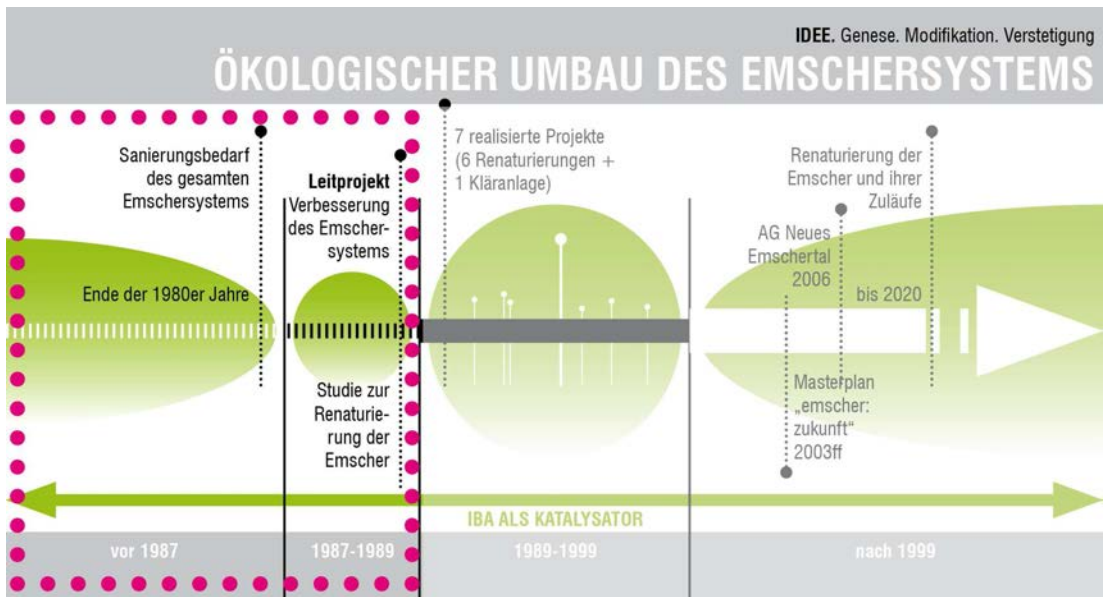 IDEE. Genese. Modifikation. Verstetigung
ÖKOLOGISCHER UMBAU DES EMSCHERSYSTEMS
Sanierungsbedarf
des gesamten
Emschersystems
Ende der 1980er Jahre
Leitprojekt
Verbesserung
des Emscher-
systems
Studie zur
Renaturie-
rung der
Emscher
7 realisierte Projekte
(6 Renaturierungen +
1 Kläranlage)
Renaturierung der
Emscher und ihrer
Zuläufe
AG Neues
Emschertal
2006
bis 2020
Masterplan
„emscher:
zukunft“
2003ff
IBA ALS KATALYSATOR
vor 1987
1987-1989
1989-1999
nach 1999